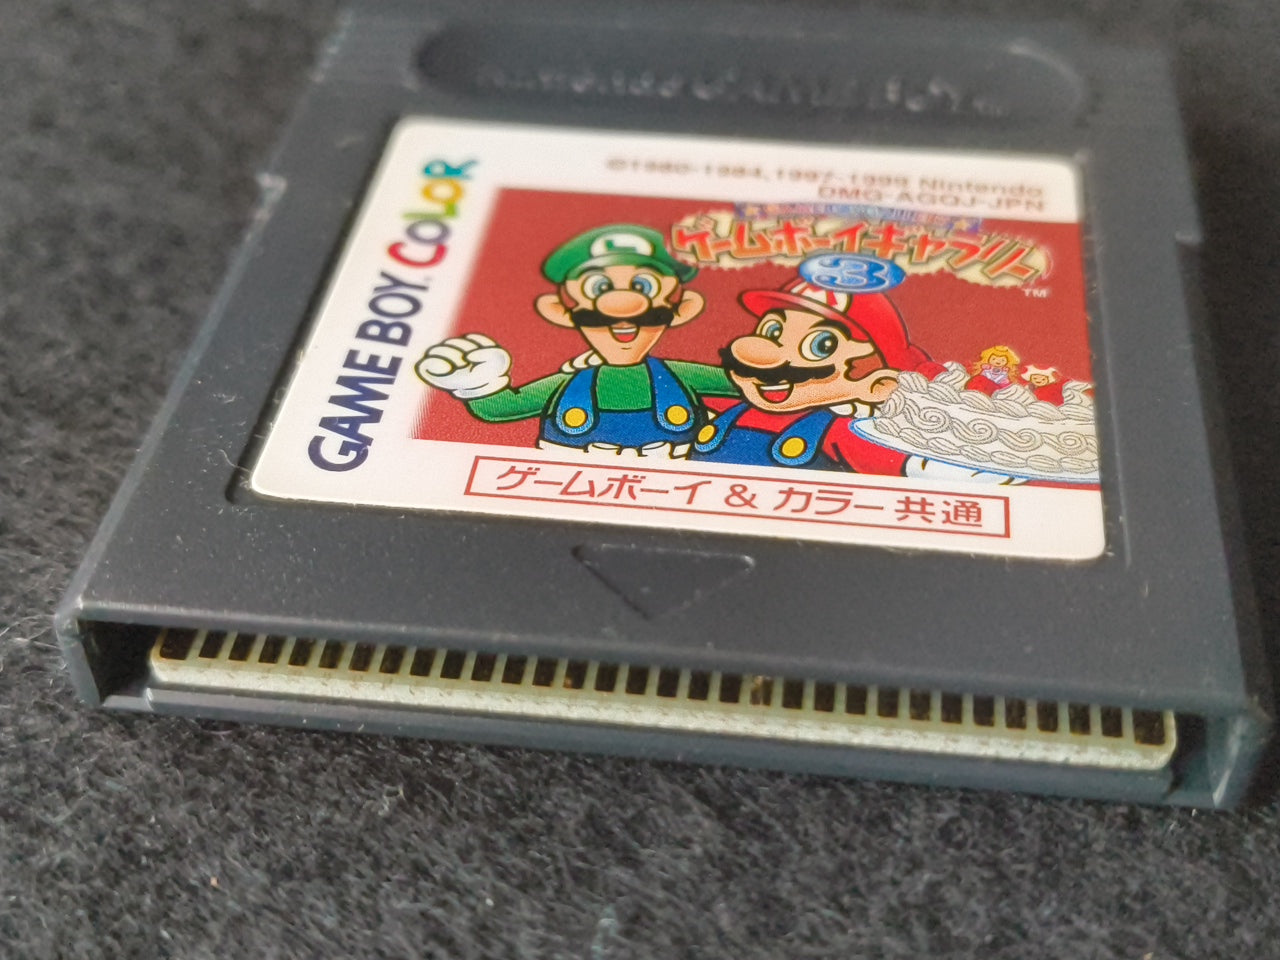 ©1980-1984,1997-1999 Nintendo
DMG-AGQJ-JPN
GAME BOY COLOR
ゲームボーイギャラリー
3
TM
L
ゲームボーイ & カラー共通